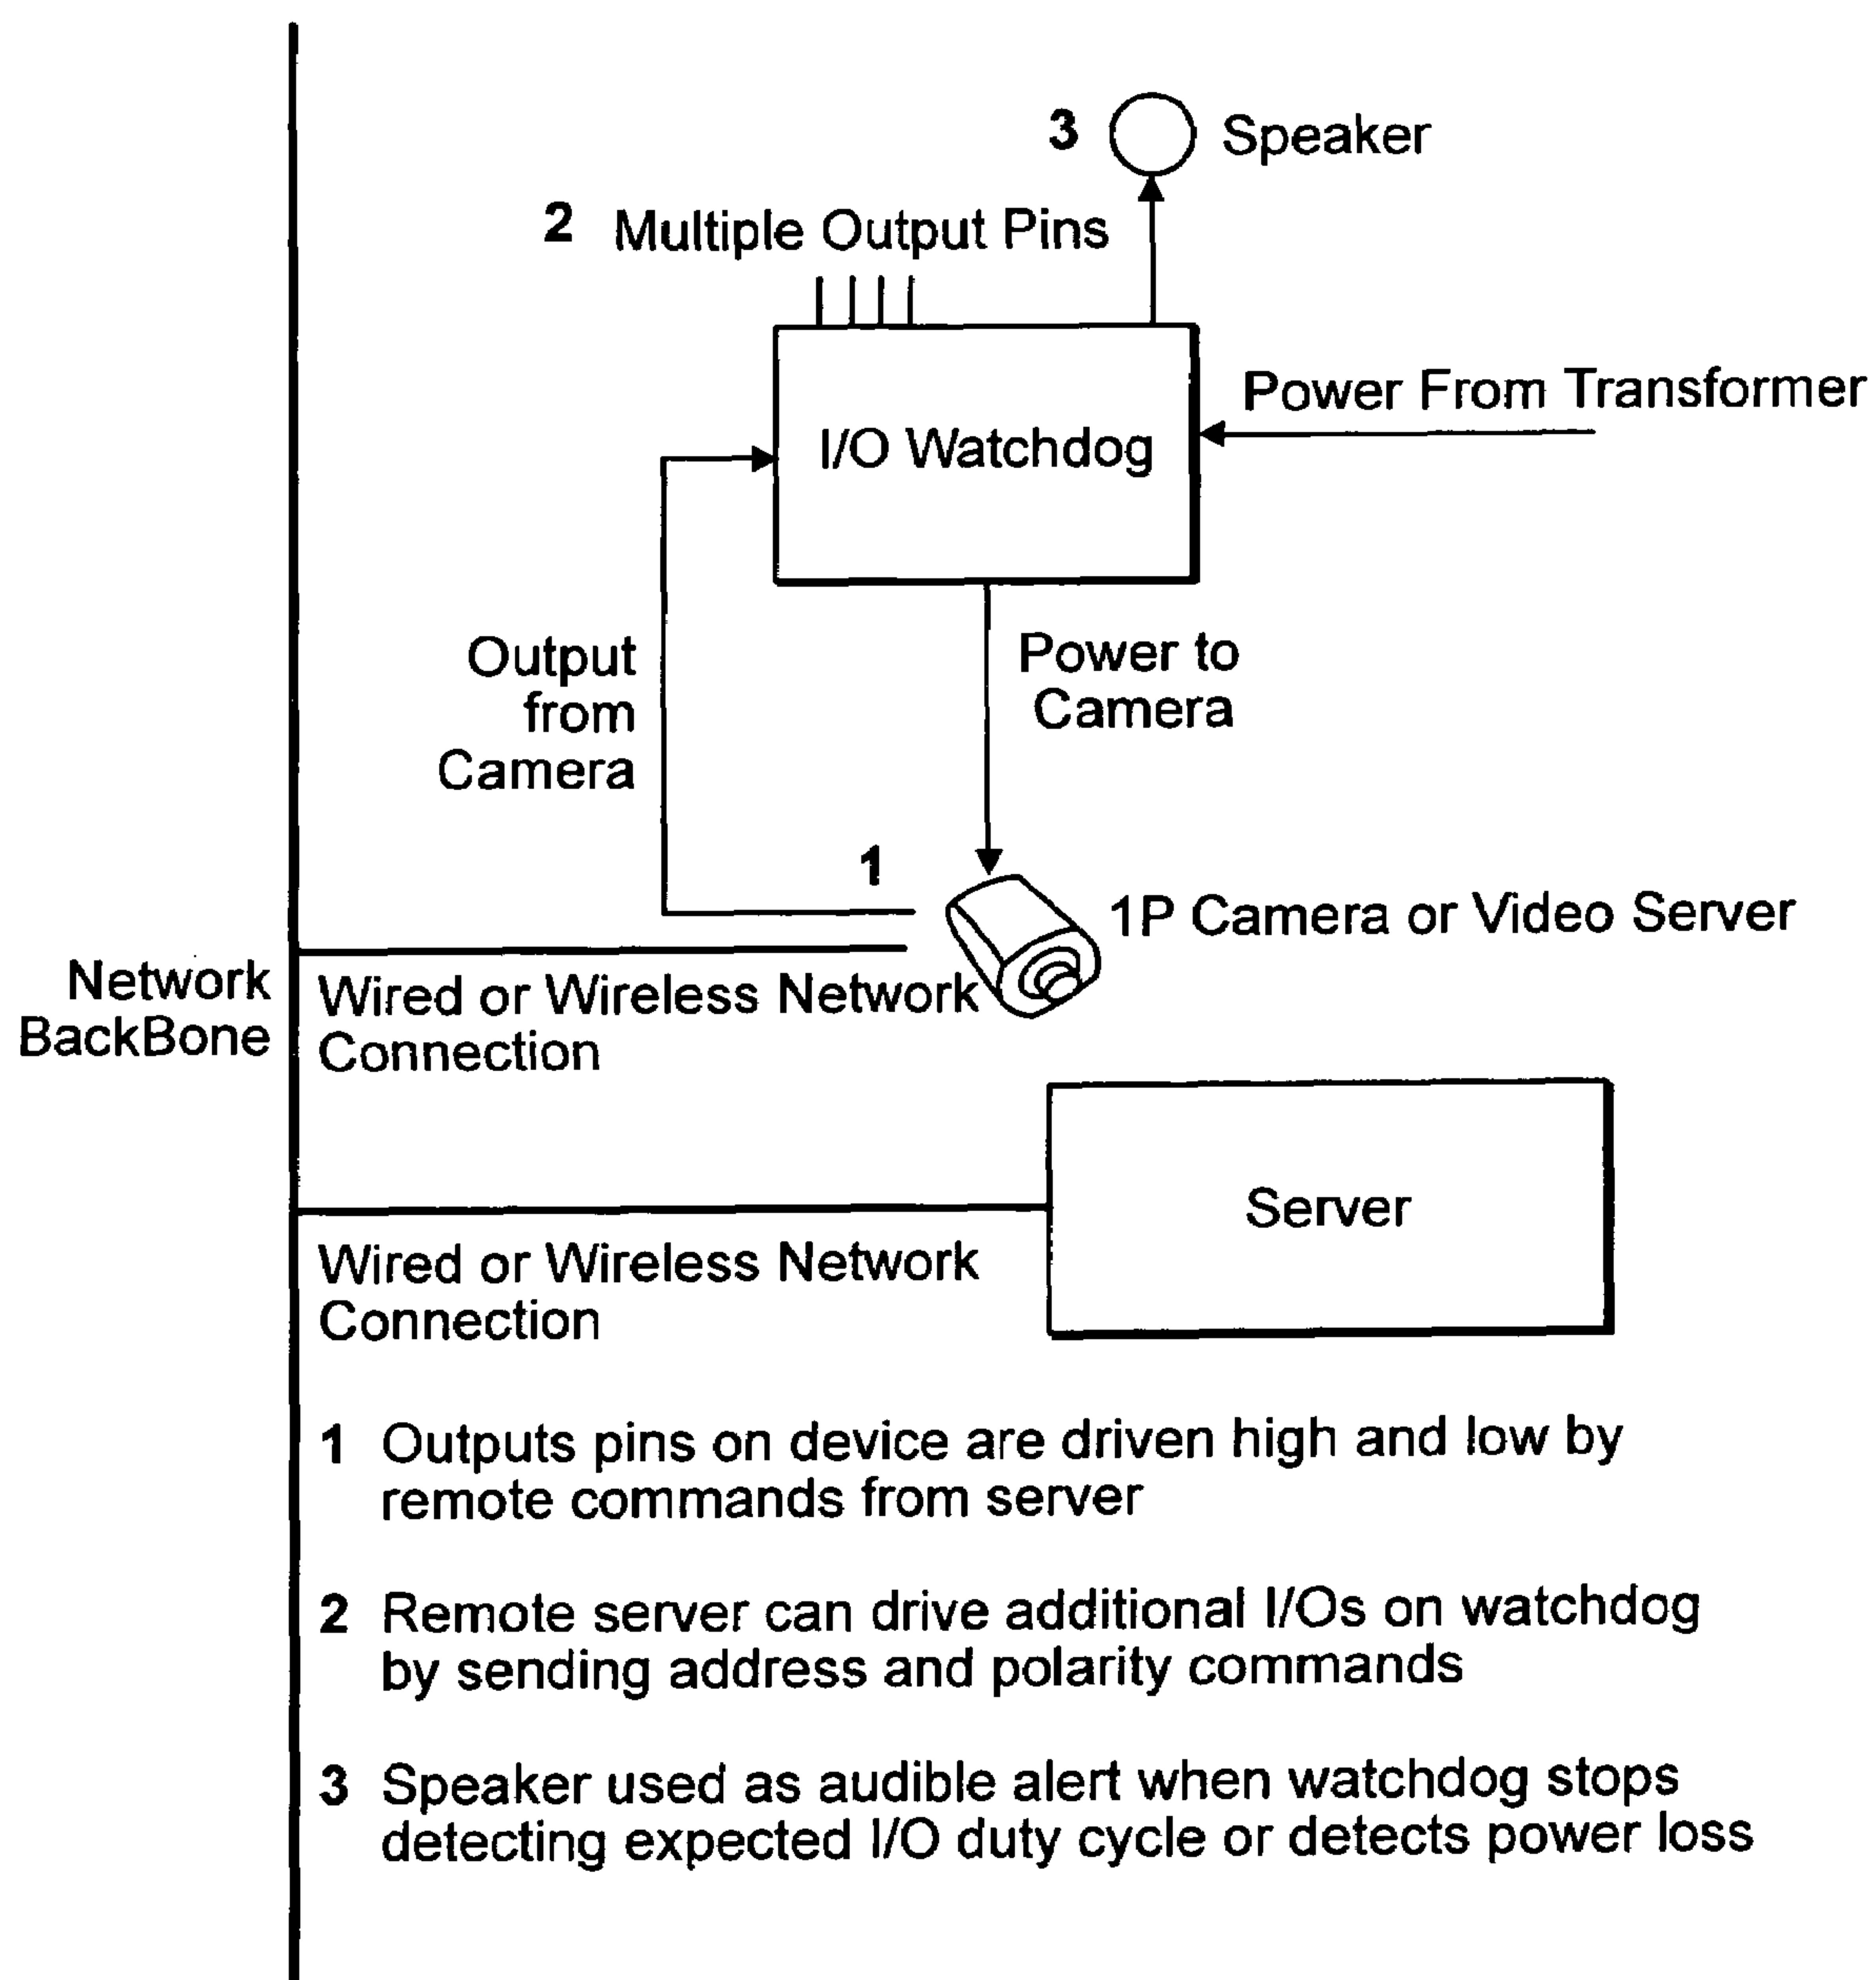 3 Speaker
2 Multiple Output Pins
Power From Transformer
I/O Watchdog
Output
from
Camera
Power to
Camera
1
1P Camera or Video Server
Network
BackBone
Wired or Wireless Network
Connection
Server
Wired or Wireless Network
Connection
1 Outputs pins on device are driven high and low by
remote commands from server
2 Remote server can drive additional I/Os on watchdog
by sending address and polarity commands
3 Speaker used as audible alert when watchdog stops
detecting expected I/O duty cycle or detects power loss